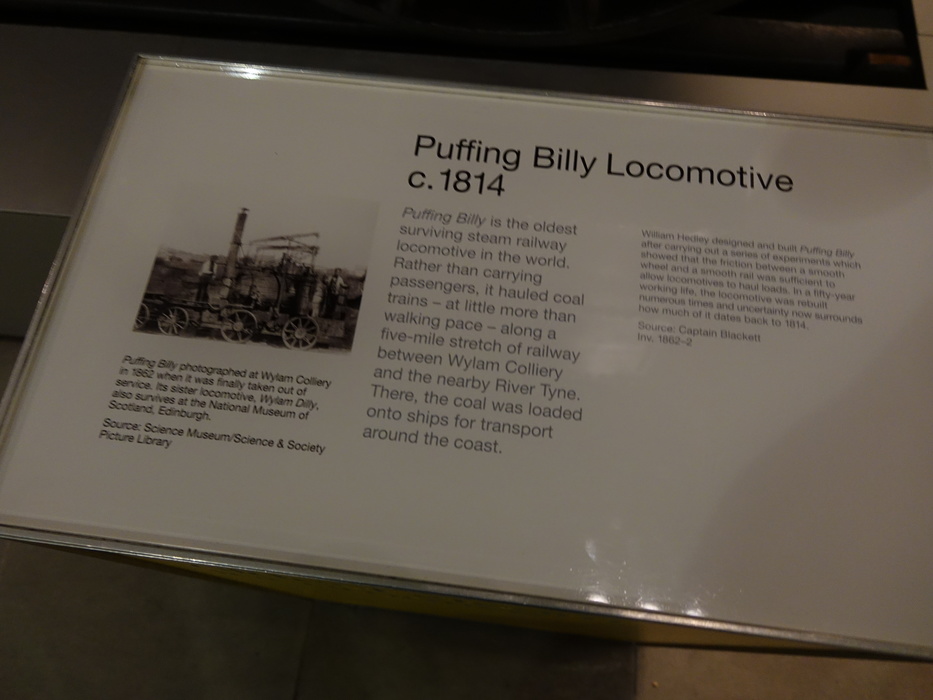 Puffing Billy Locomotive
c.1814
Puffing Billy is the oldest
surviving steam railway
locomotive in the world.
Rather than carrying
passengers, it hauled coal
trains – at little more than
walking pace – along a
five-mile stretch of railway
between Wylam Colliery
and the nearby River Tyne.
There, the coal was loaded
onto ships for transport
around the coast.
William Hedley designed and built Puffing Billy
after carrying out a series of experiments which
showed that the friction between a smooth
wheel and a smooth rail was sufficient to
allow locomotives to haul loads. In a fifty-year
working life, the locomotive was rebuilt
numerous times and uncertainty now surrounds
how much of it dates back to 1814.
Source: Captain Blackett
Inv. 1862–2
Puffing Billy photographed at Wylam Colliery
in 1862 when it was finally taken out of
service. Its sister locomotive, Wylam Dilly,
also survives at the National Museum of
Scotland, Edinburgh.
Source: Science Museum/Science & Society
Picture Library